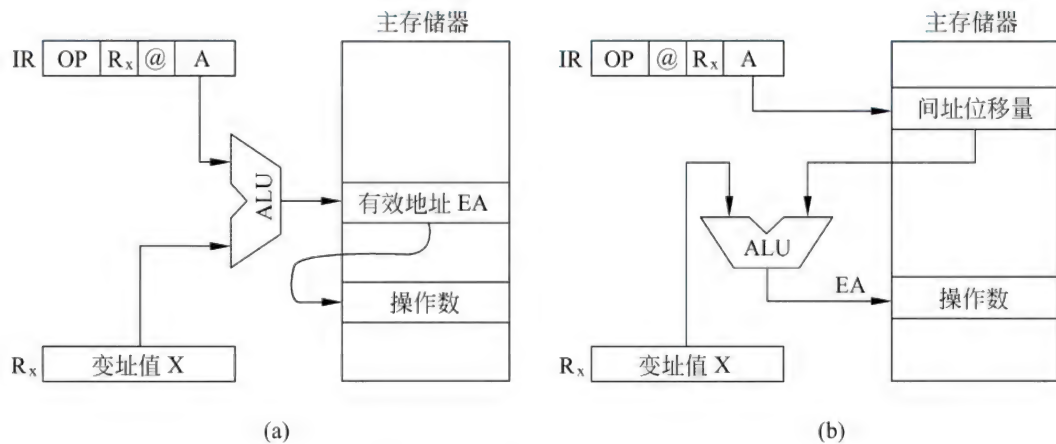 主存储器
IR OP Rx @ A
ALU
有效地址 EA
操作数
Rx 变址值 X
(a)
主存储器
IR OP @ Rx A
间址位移量
ALU
EA
操作数
Rx 变址值 X
(b)